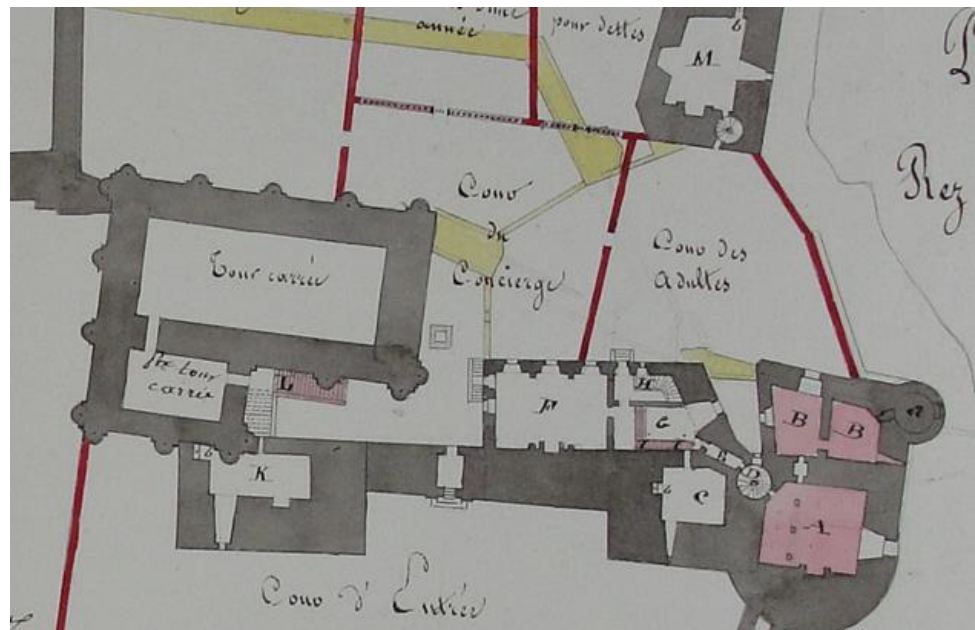 année
pour dettes
M
b
Rez
Cour
du
Concierge
Cour des
Adultes
Tour carrée
Pte tour
carrée
L
H
F
G
B
B
K
b
E
D
C
b
A
Cour d'Entrée